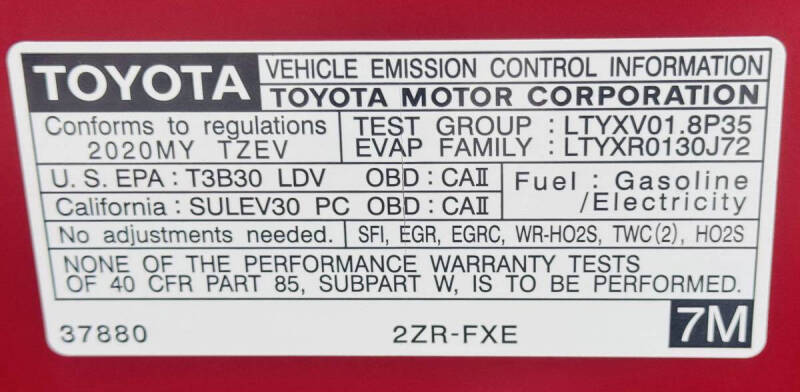 TOYOTA VEHICLE EMISSION CONTROL INFORMATION
TOYOTA MOTOR CORPORATION
Conforms to regulations
2020MY TZEV
TEST GROUP : LTYXV01.8P35
EVAP FAMILY : LTYXR0130J72
U. S. EPA : T3B30 LDV OBD : CAII
California : SULEV30 PC OBD : CAII
Fuel : Gasoline
/Electricity
No adjustments needed. SFI, EGR, EGRC, WR-HO2S, TWC(2), HO2S
NONE OF THE PERFORMANCE WARRANTY TESTS
OF 40 CFR PART 85, SUBPART W, IS TO BE PERFORMED.
37880 2ZR-FXE 7M